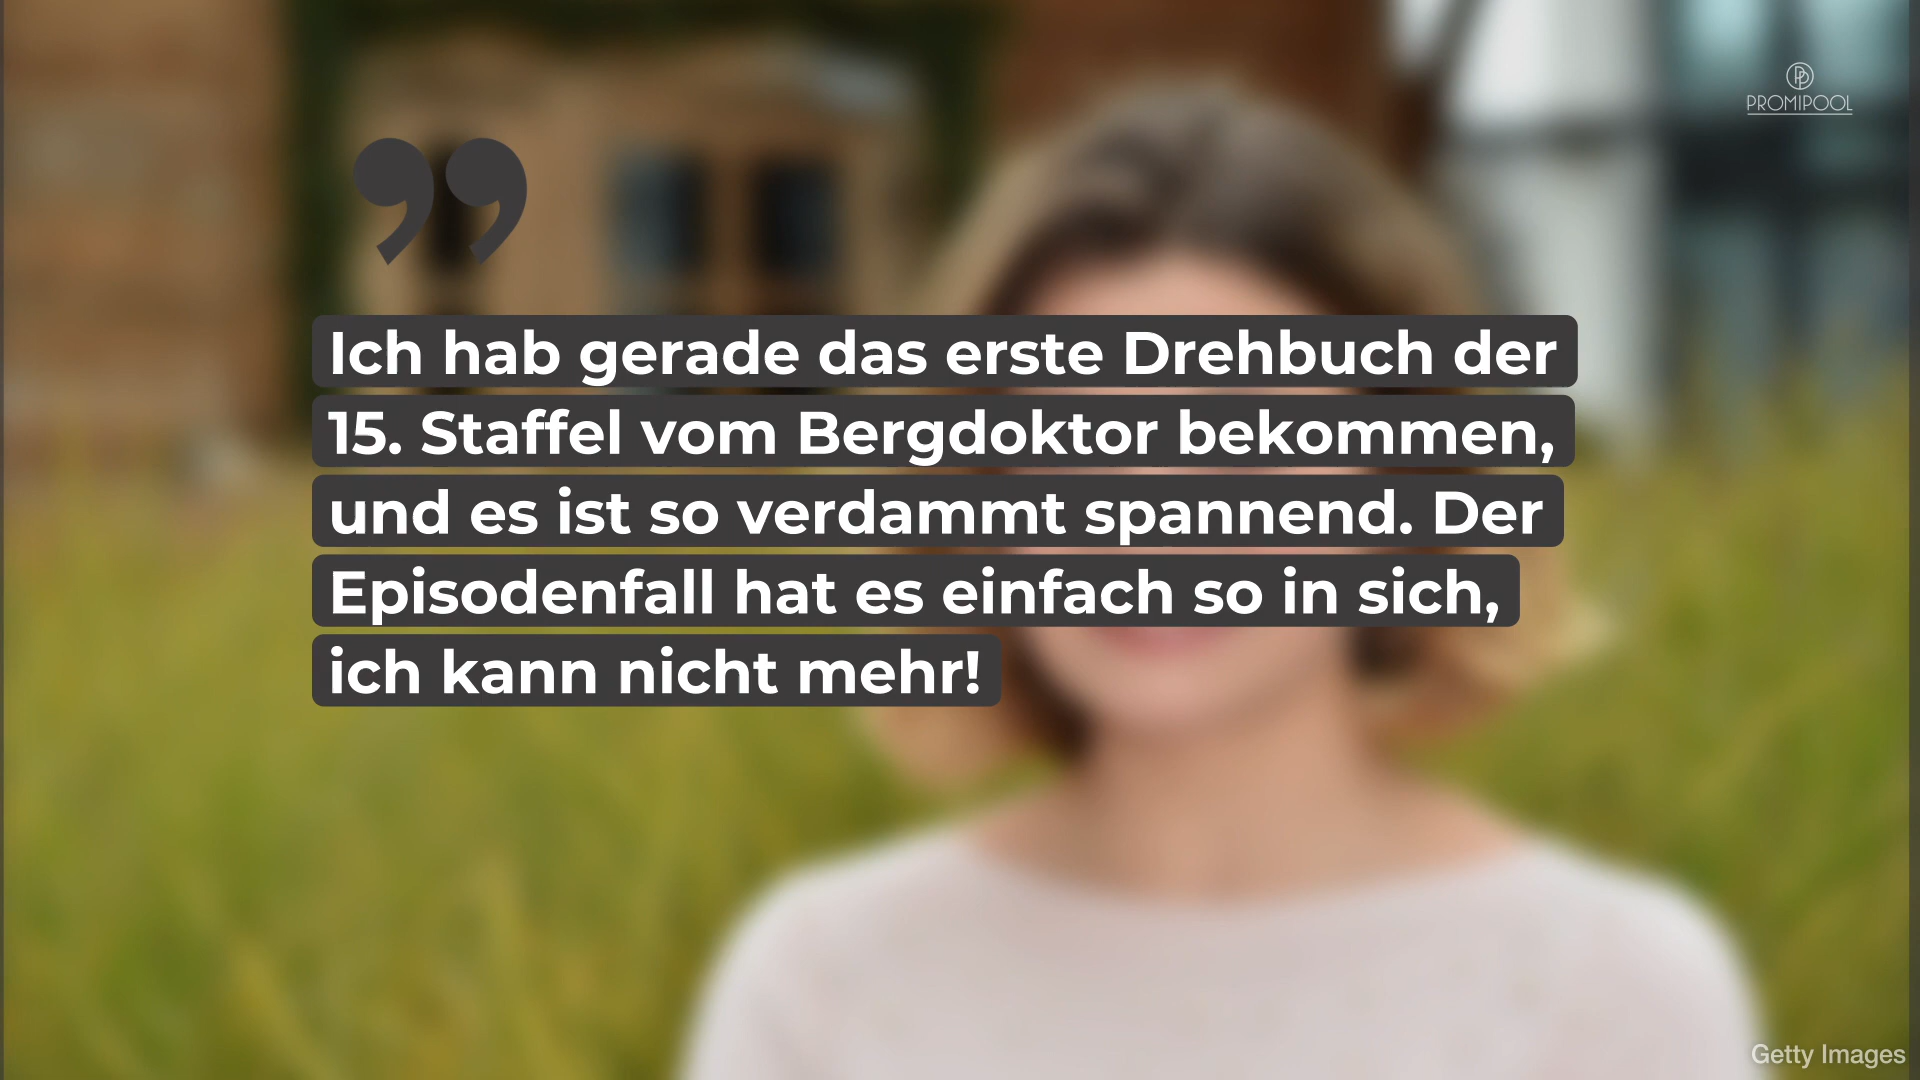 PROMIPOOL
”
Ich hab gerade das erste Drehbuch der
15. Staffel vom Bergdoktor bekommen,
und es ist so verdammt spannend. Der
Episodenfall hat es einfach so in sich,
ich kann nicht mehr!
Getty Images